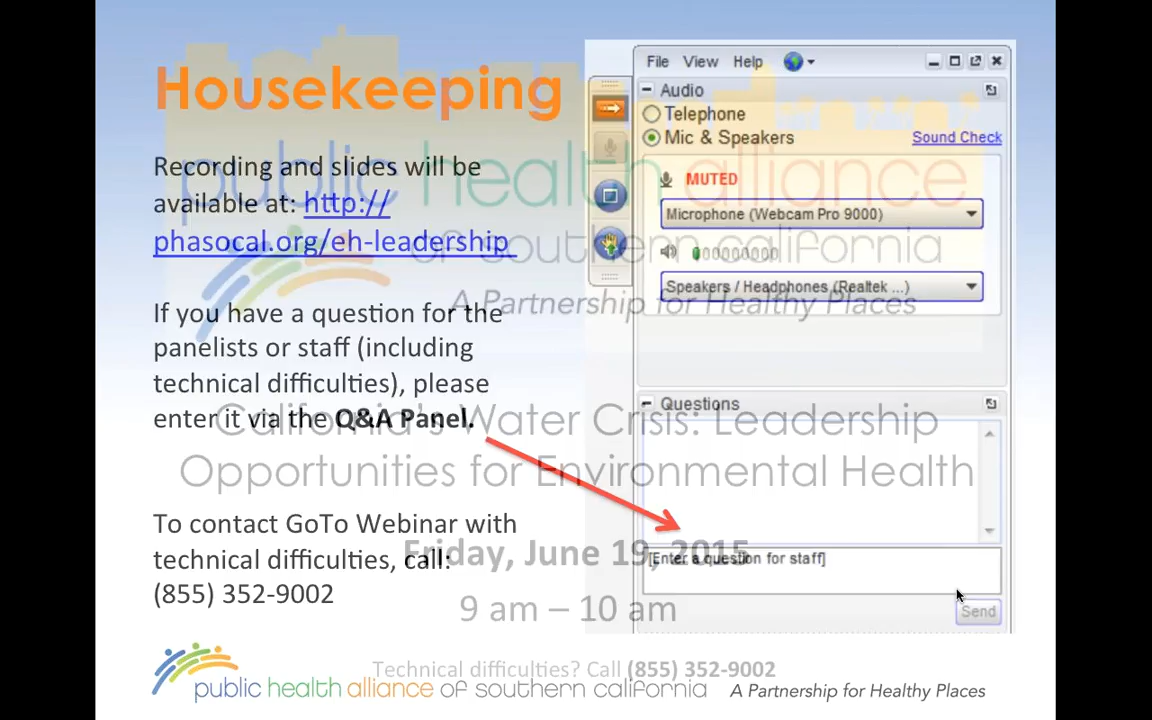 Housekeeping
Recording and slides will be
available at: http://
phasocal.org/eh-leadership
If you have a question for the
panelists or staff (including
technical difficulties), please
enter it via the Q&A Panel.
To contact GoTo Webinar with
technical difficulties, call:
(855) 352-9002
File View Help
Audio
Telephone
Mic & Speakers Sound Check
MUTED
Microphone (Webcam Pro 9000)
Speakers / Headphones (Realtek ...)
Questions
[Enter a question for staff]
Send
public health alliance
of southern california
A Partnership for Healthy Places
California's Water Crisis: Leadership
Opportunities for Environmental Health
Friday, June 19, 2015
9 am – 10 am
Technical difficulties? Call (855) 352-9002
public health alliance of southern california A Partnership for Healthy Places